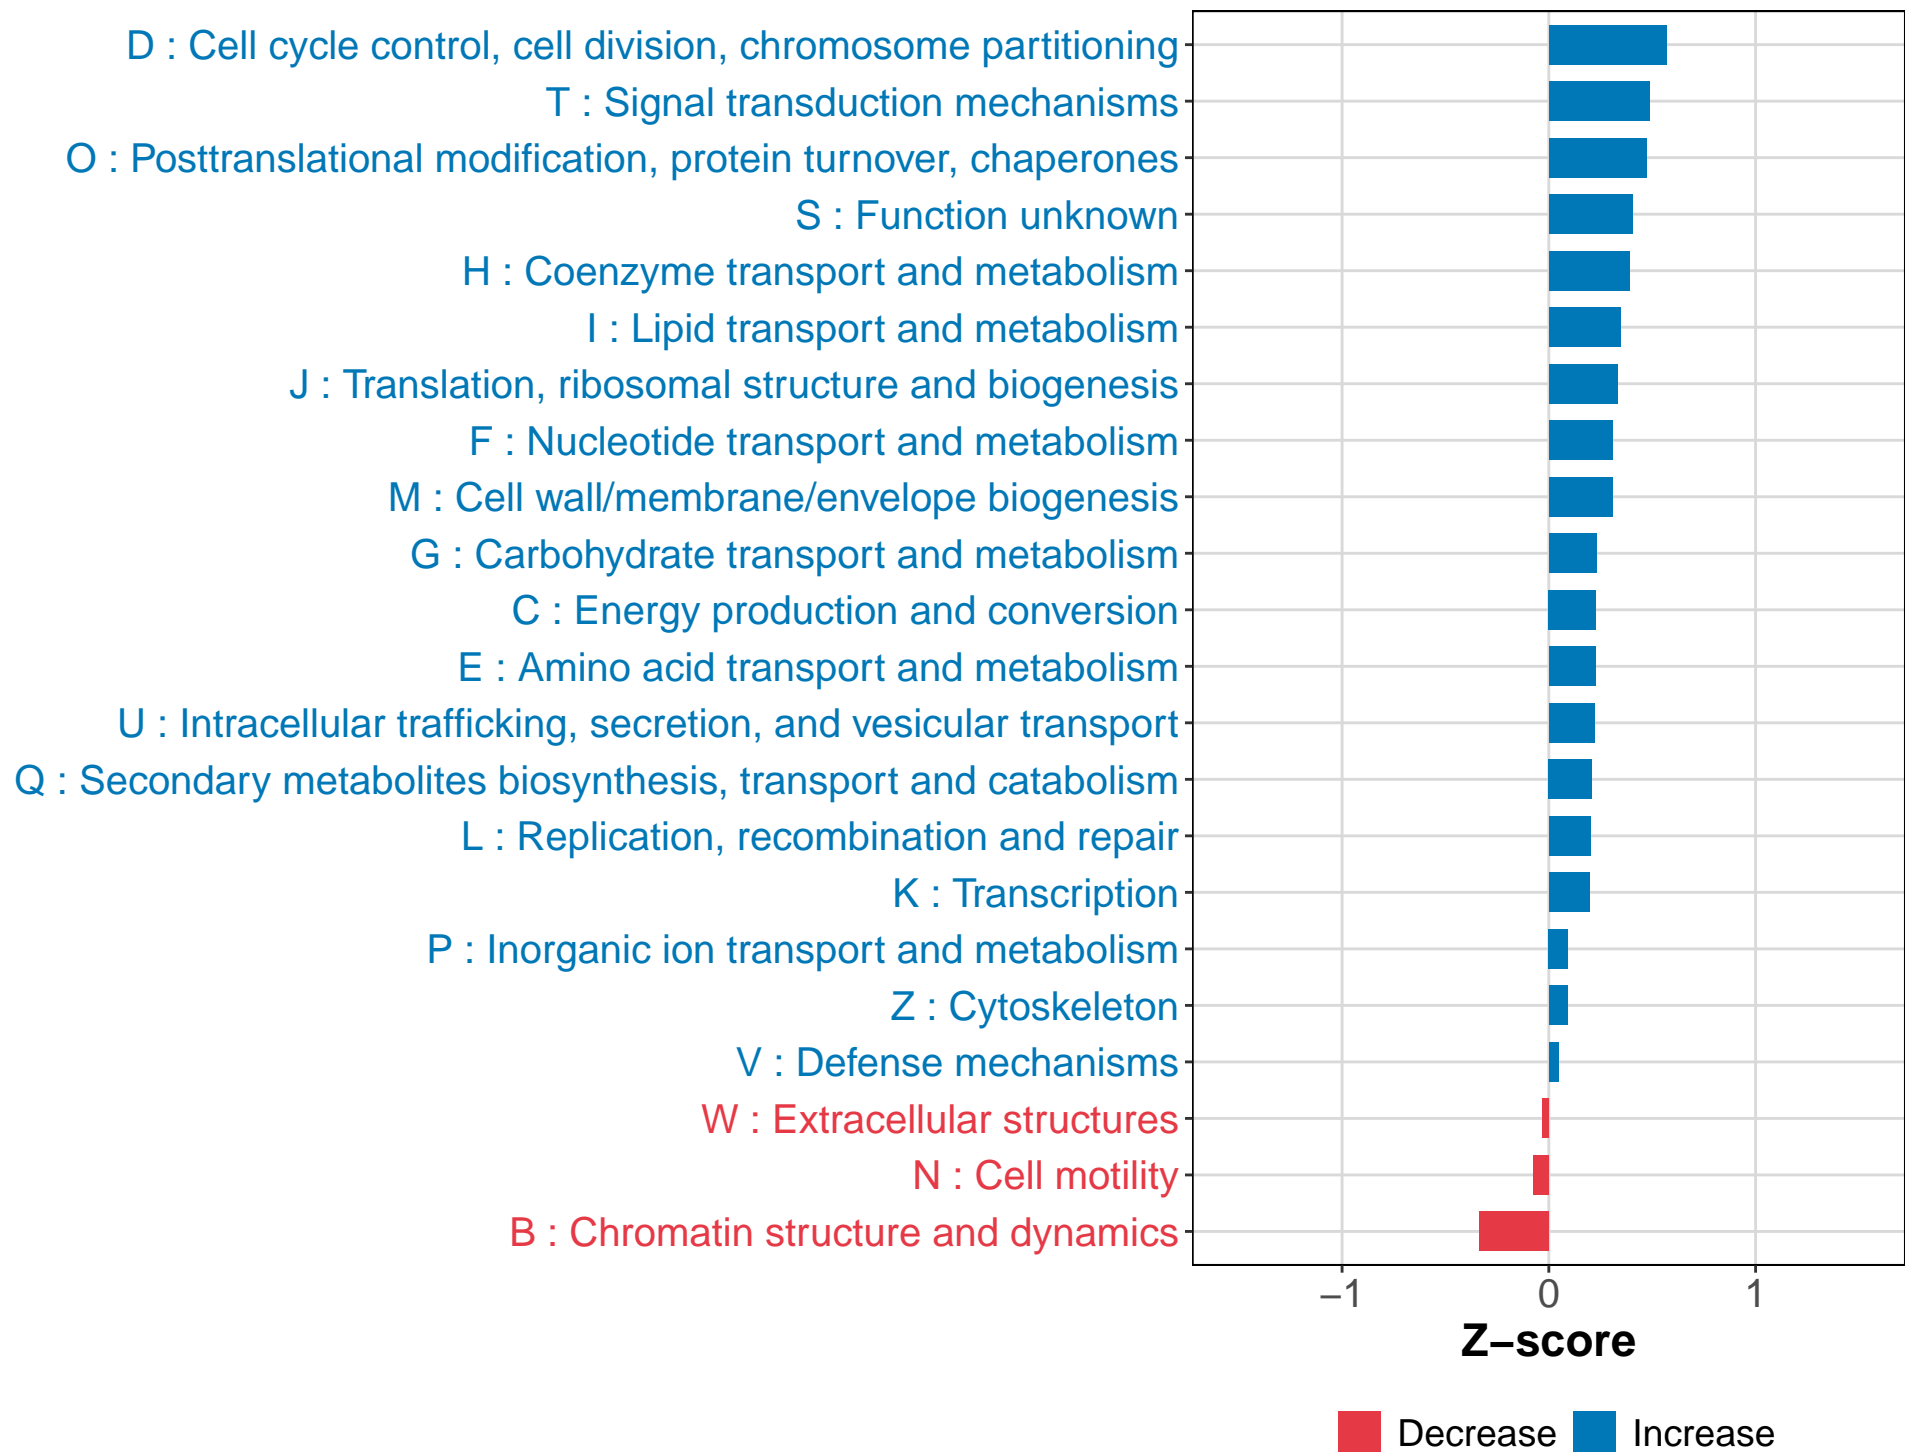 D : Cell cycle control, cell division, chromosome partitioning
T : Signal transduction mechanisms
O : Posttranslational modification, protein turnover, chaperones
S : Function unknown
H : Coenzyme transport and metabolism
I : Lipid transport and metabolism
J : Translation, ribosomal structure and biogenesis
F : Nucleotide transport and metabolism
M : Cell wall/membrane/envelope biogenesis
G : Carbohydrate transport and metabolism
C : Energy production and conversion
E : Amino acid transport and metabolism
U : Intracellular trafficking, secretion, and vesicular transport
Q : Secondary metabolites biosynthesis, transport and catabolism
L : Replication, recombination and repair
K : Transcription
P : Inorganic ion transport and metabolism
Z : Cytoskeleton
V : Defense mechanisms
W : Extracellular structures
N : Cell motility
B : Chromatin structure and dynamics
−1 0 1
Z−score
Decrease Increase